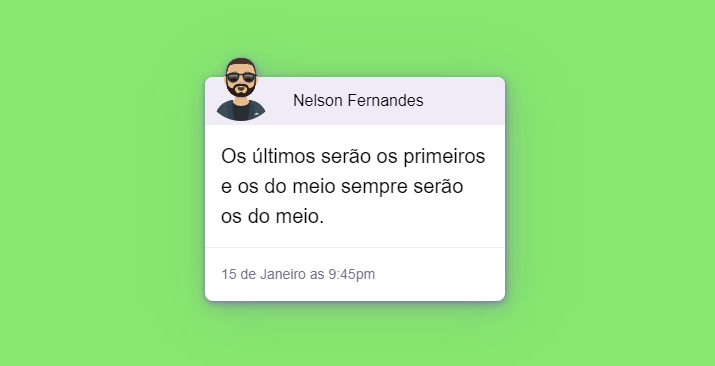 Nelson Fernandes
Os últimos serão os primeiros
e os do meio sempre serão
os do meio.
15 de Janeiro as 9:45pm